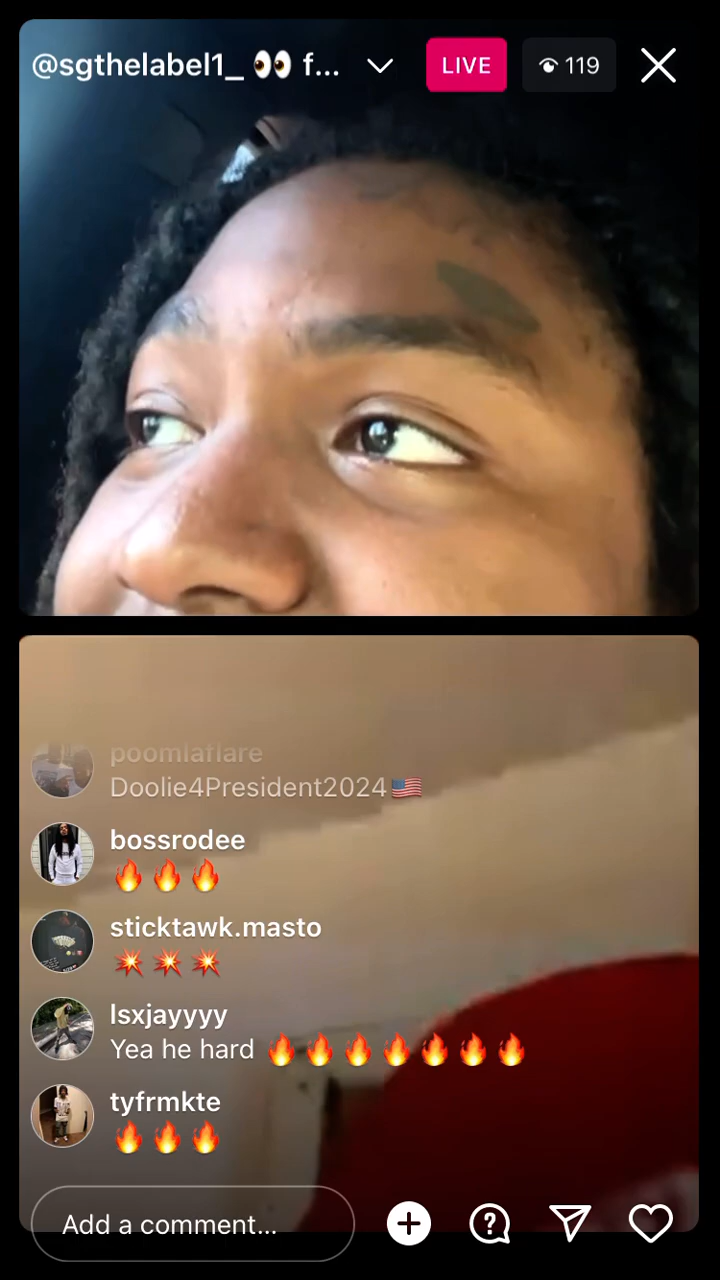 @sgthelabel1_ 👀 f...
LIVE
119
poomlaflare
Doolie4President2024🇺🇸
bossrodee
🔥🔥🔥
sticktawk.masto
💥💥💥
lsxjayyyy
Yea he hard 🔥🔥🔥🔥🔥🔥🔥
tyfrmkte
🔥🔥🔥
Add a comment...